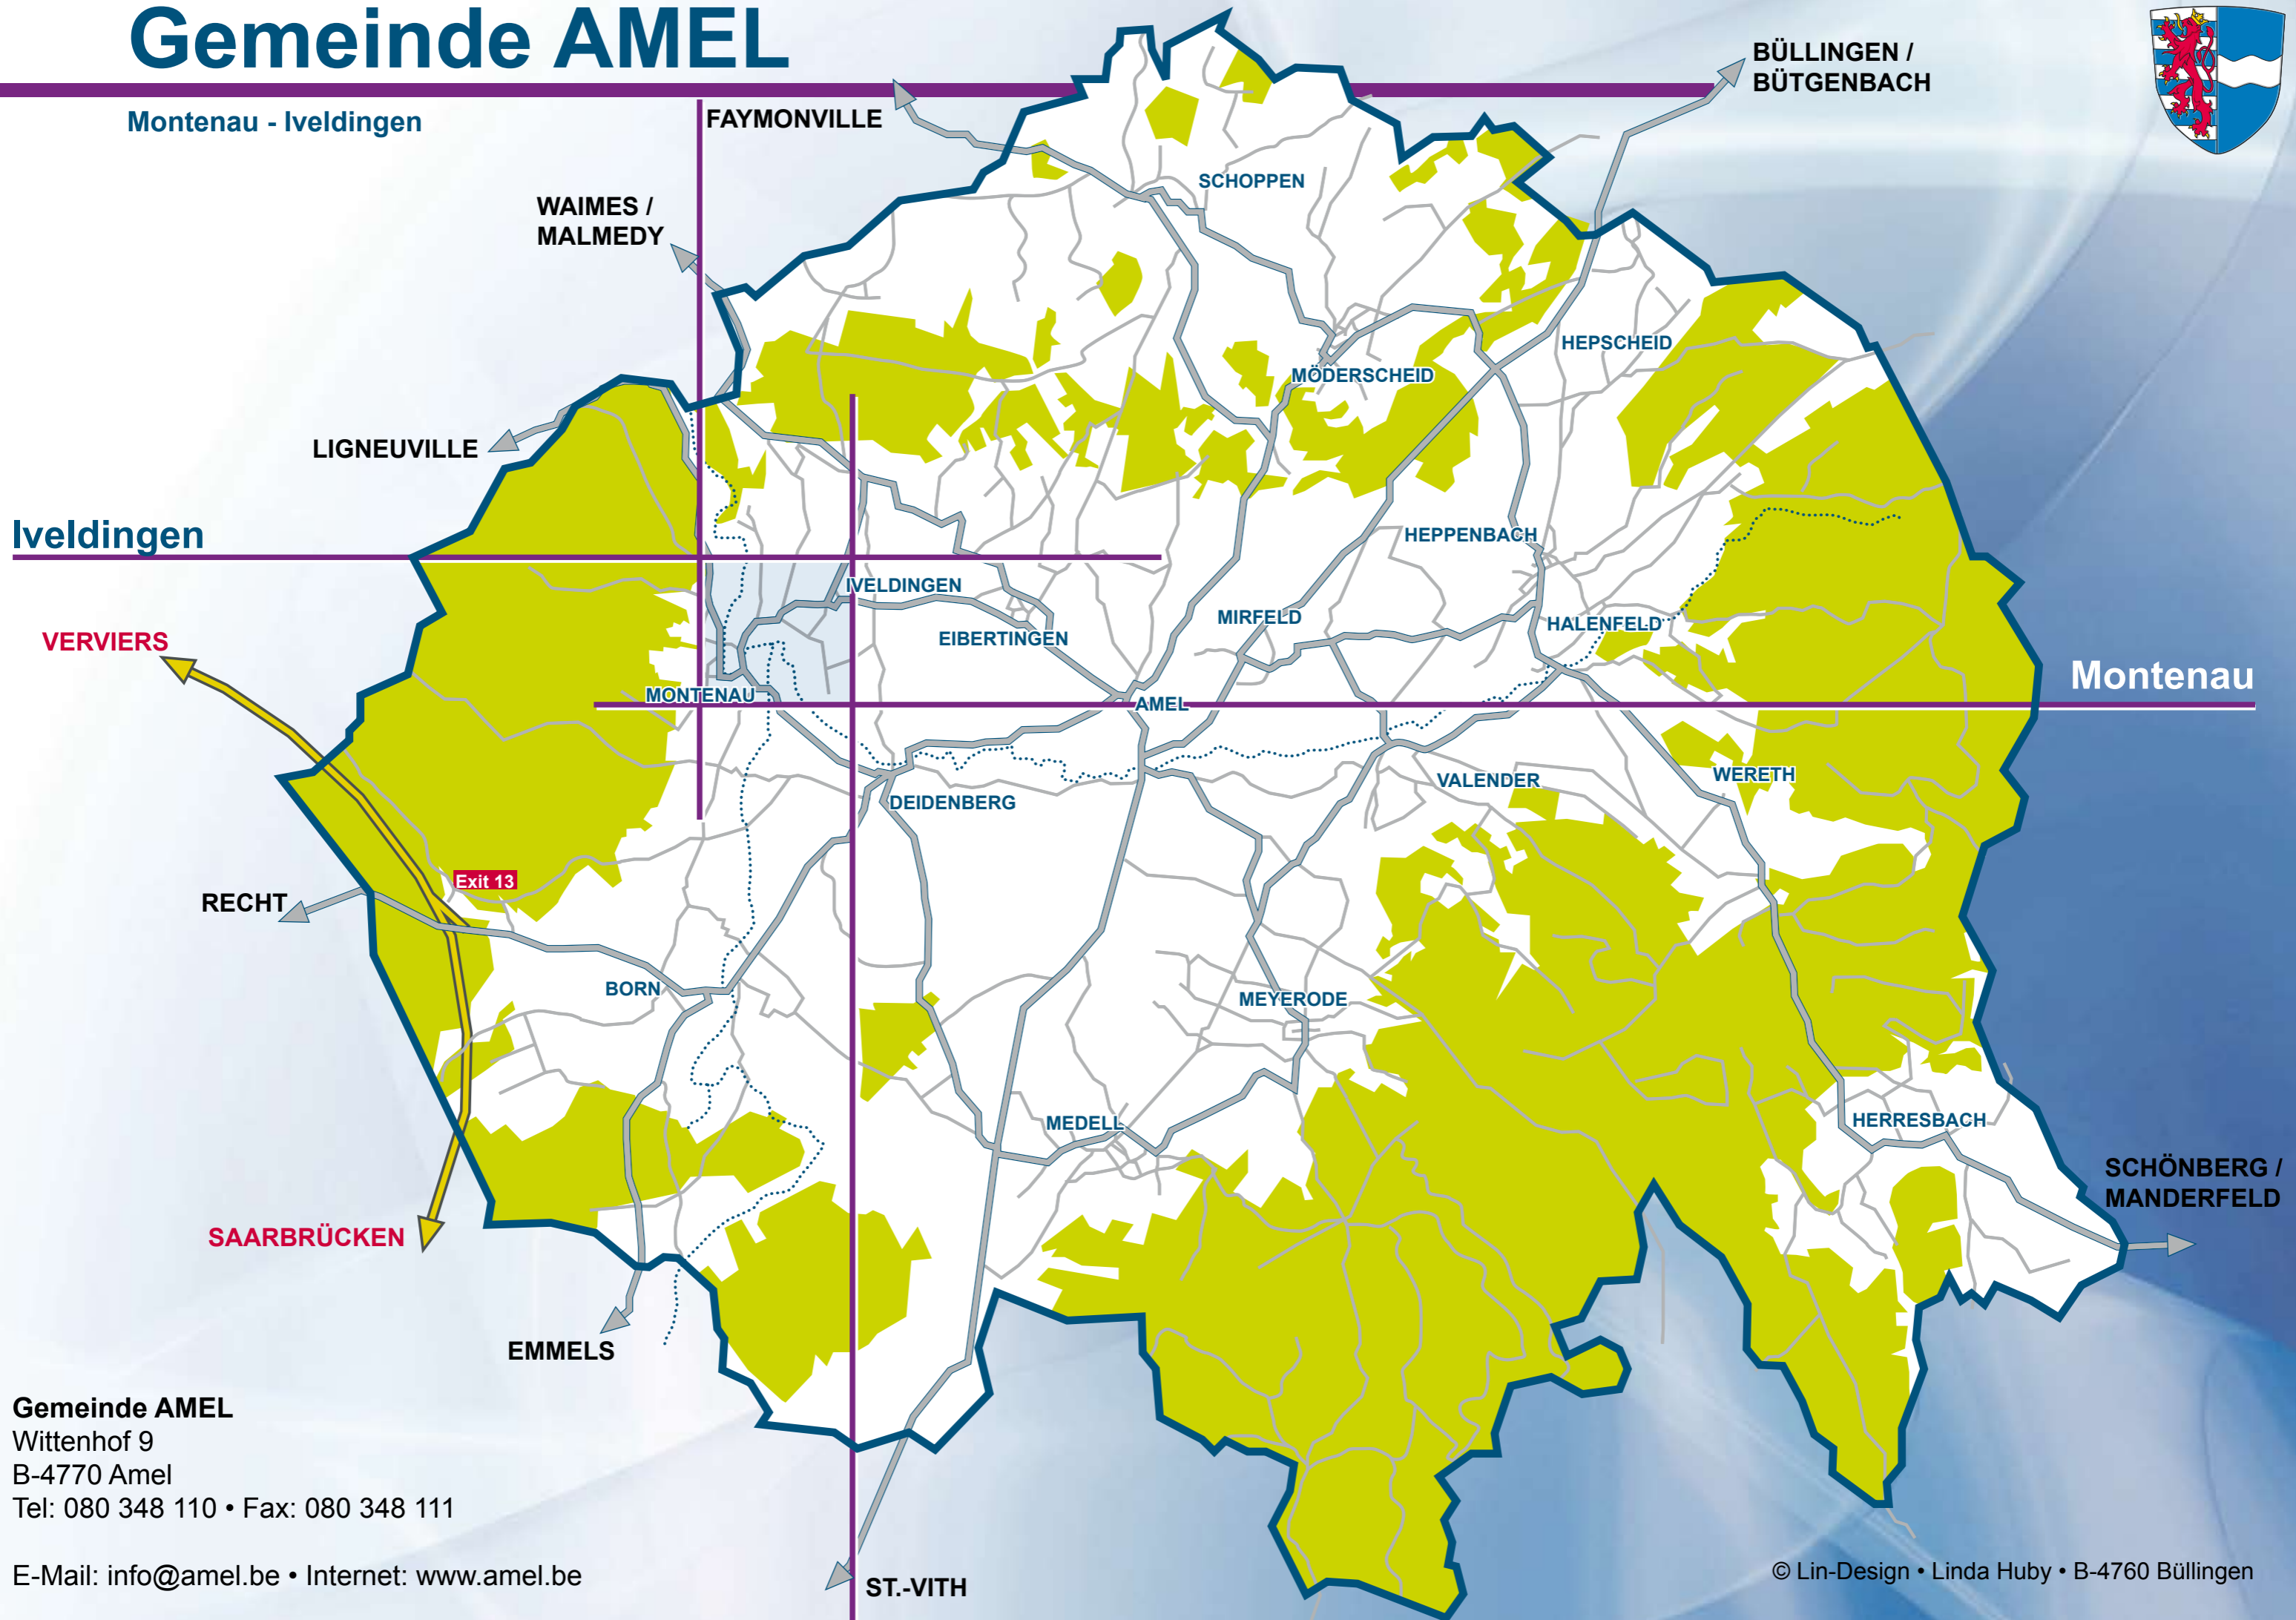 Gemeinde AMEL
Montenau - Iveldingen
BÜLLINGEN /
BÜTGENBACH
FAYMONVILLE
SCHOPPEN
WAIMES /
MALMEDY
HEPSCHEID
MÖDERSCHEID
LIGNEUVILLE
Iveldingen
HEPPENBACH
IVELDINGEN
MIRFELD
HALENFELD
EIBERTINGEN
VERVIERS
Montenau
MONTENAU
AMEL
WERETH
VALENDER
DEIDENBERG
Exit 13
RECHT
BORN
MEYERODE
MEDELL
HERRESBACH
SCHÖNBERG /
MANDERFELD
SAARBRÜCKEN
EMMELS
Gemeinde AMEL
Wittenhof 9
B-4770 Amel
Tel: 080 348 110 • Fax: 080 348 111
E-Mail: info@amel.be • Internet: www.amel.be
ST.-VITH
© Lin-Design • Linda Huby • B-4760 Büllingen